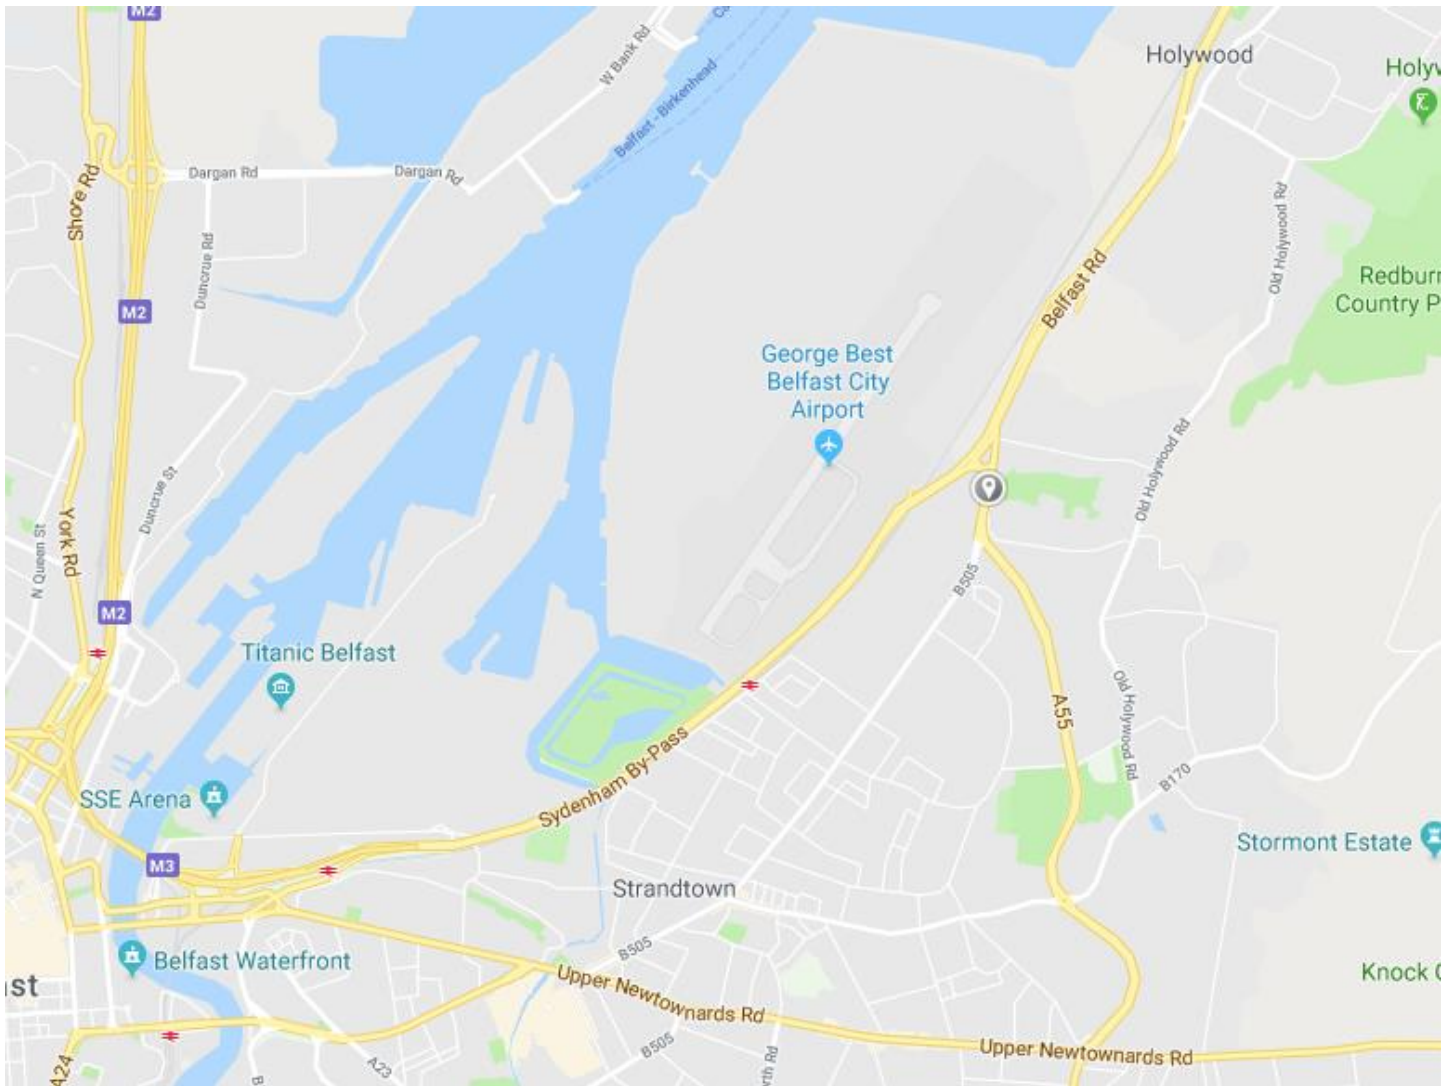 M2
W Bank Rd
Belfast - Birkenhead
Holywood
Dargan Rd
Dargan Rd
Shore Rd
Duncrue Rd
Old Holywood Rd
Belfast Rd
M2
George Best
Belfast City
Airport
Old Holywood Rd
Duncrue St
York Rd
N Queen St
B505
M2
Titanic Belfast
Old Holywood Rd
A55
Sydenham By-Pass
B170
SSE Arena
Stormont Estate
M3
Strandtown
B505
Belfast Waterfront
Upper Newtownards Rd
B505
Upper Newtownards Rd
A24
A23